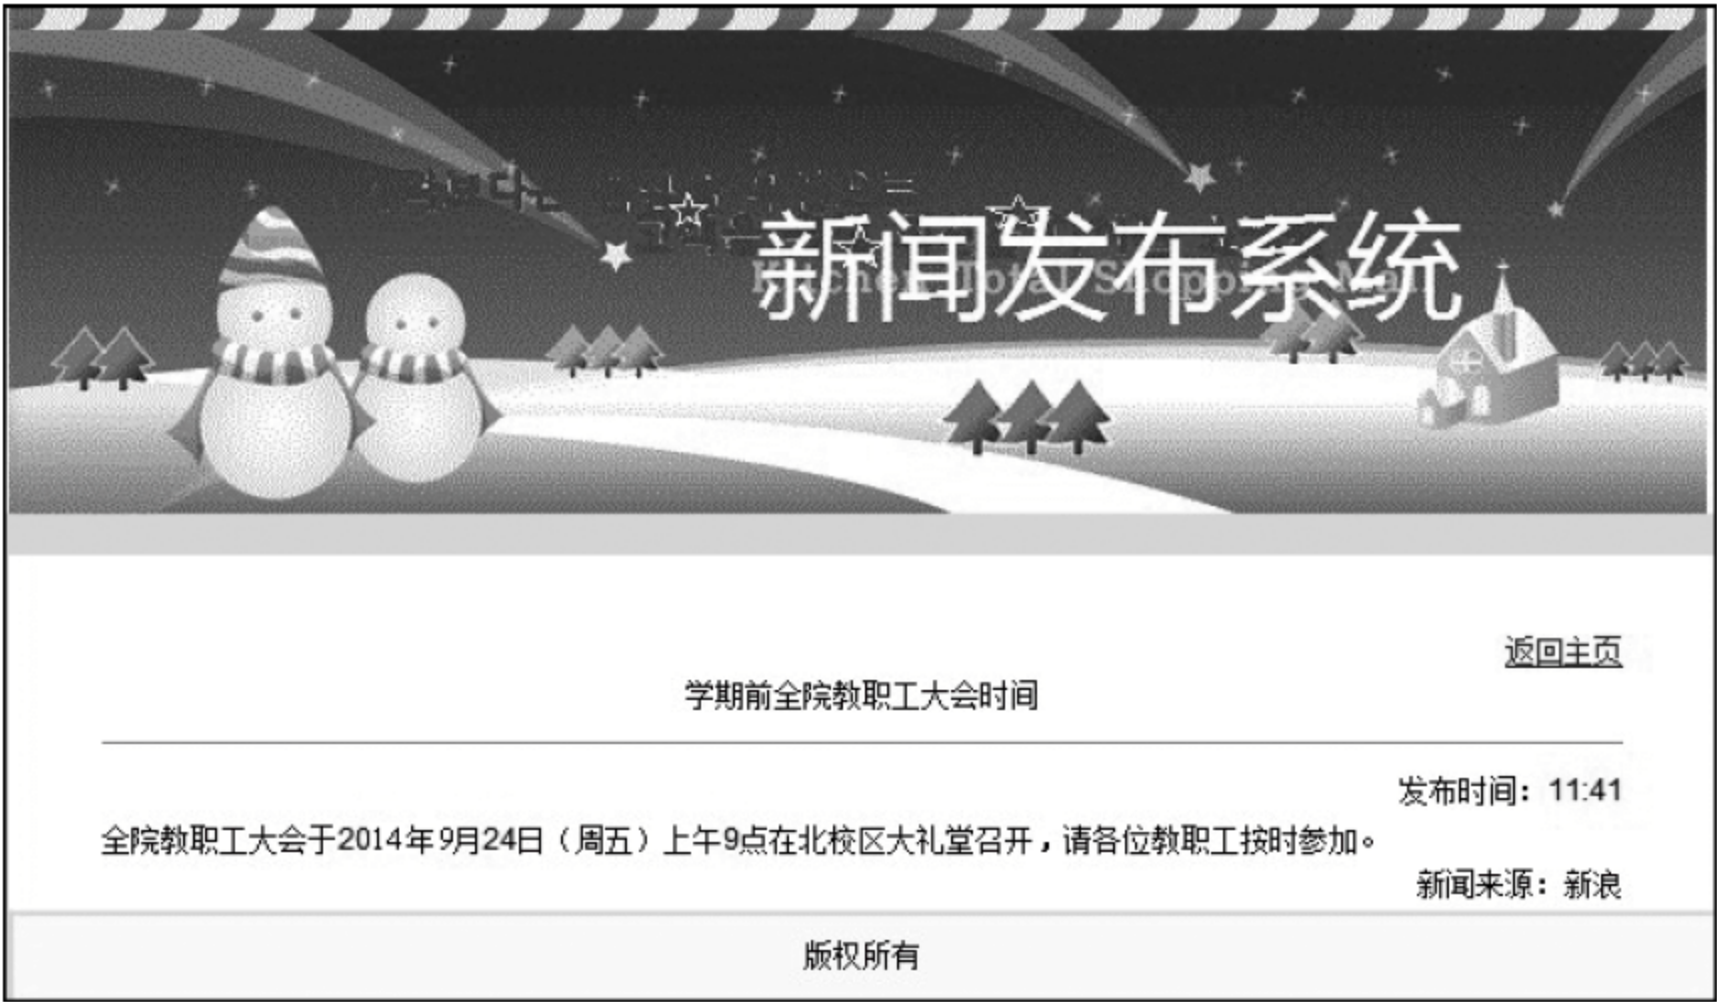 新闻发布系统
Kitchen Total Shopping Mall
返回主页
学期前全院教职工大会时间
发布时间：11:41
全院教职工大会于2014年9月24日（周五）上午9点在北校区大礼堂召开，请各位教职工按时参加。
新闻来源：新浪
版权所有